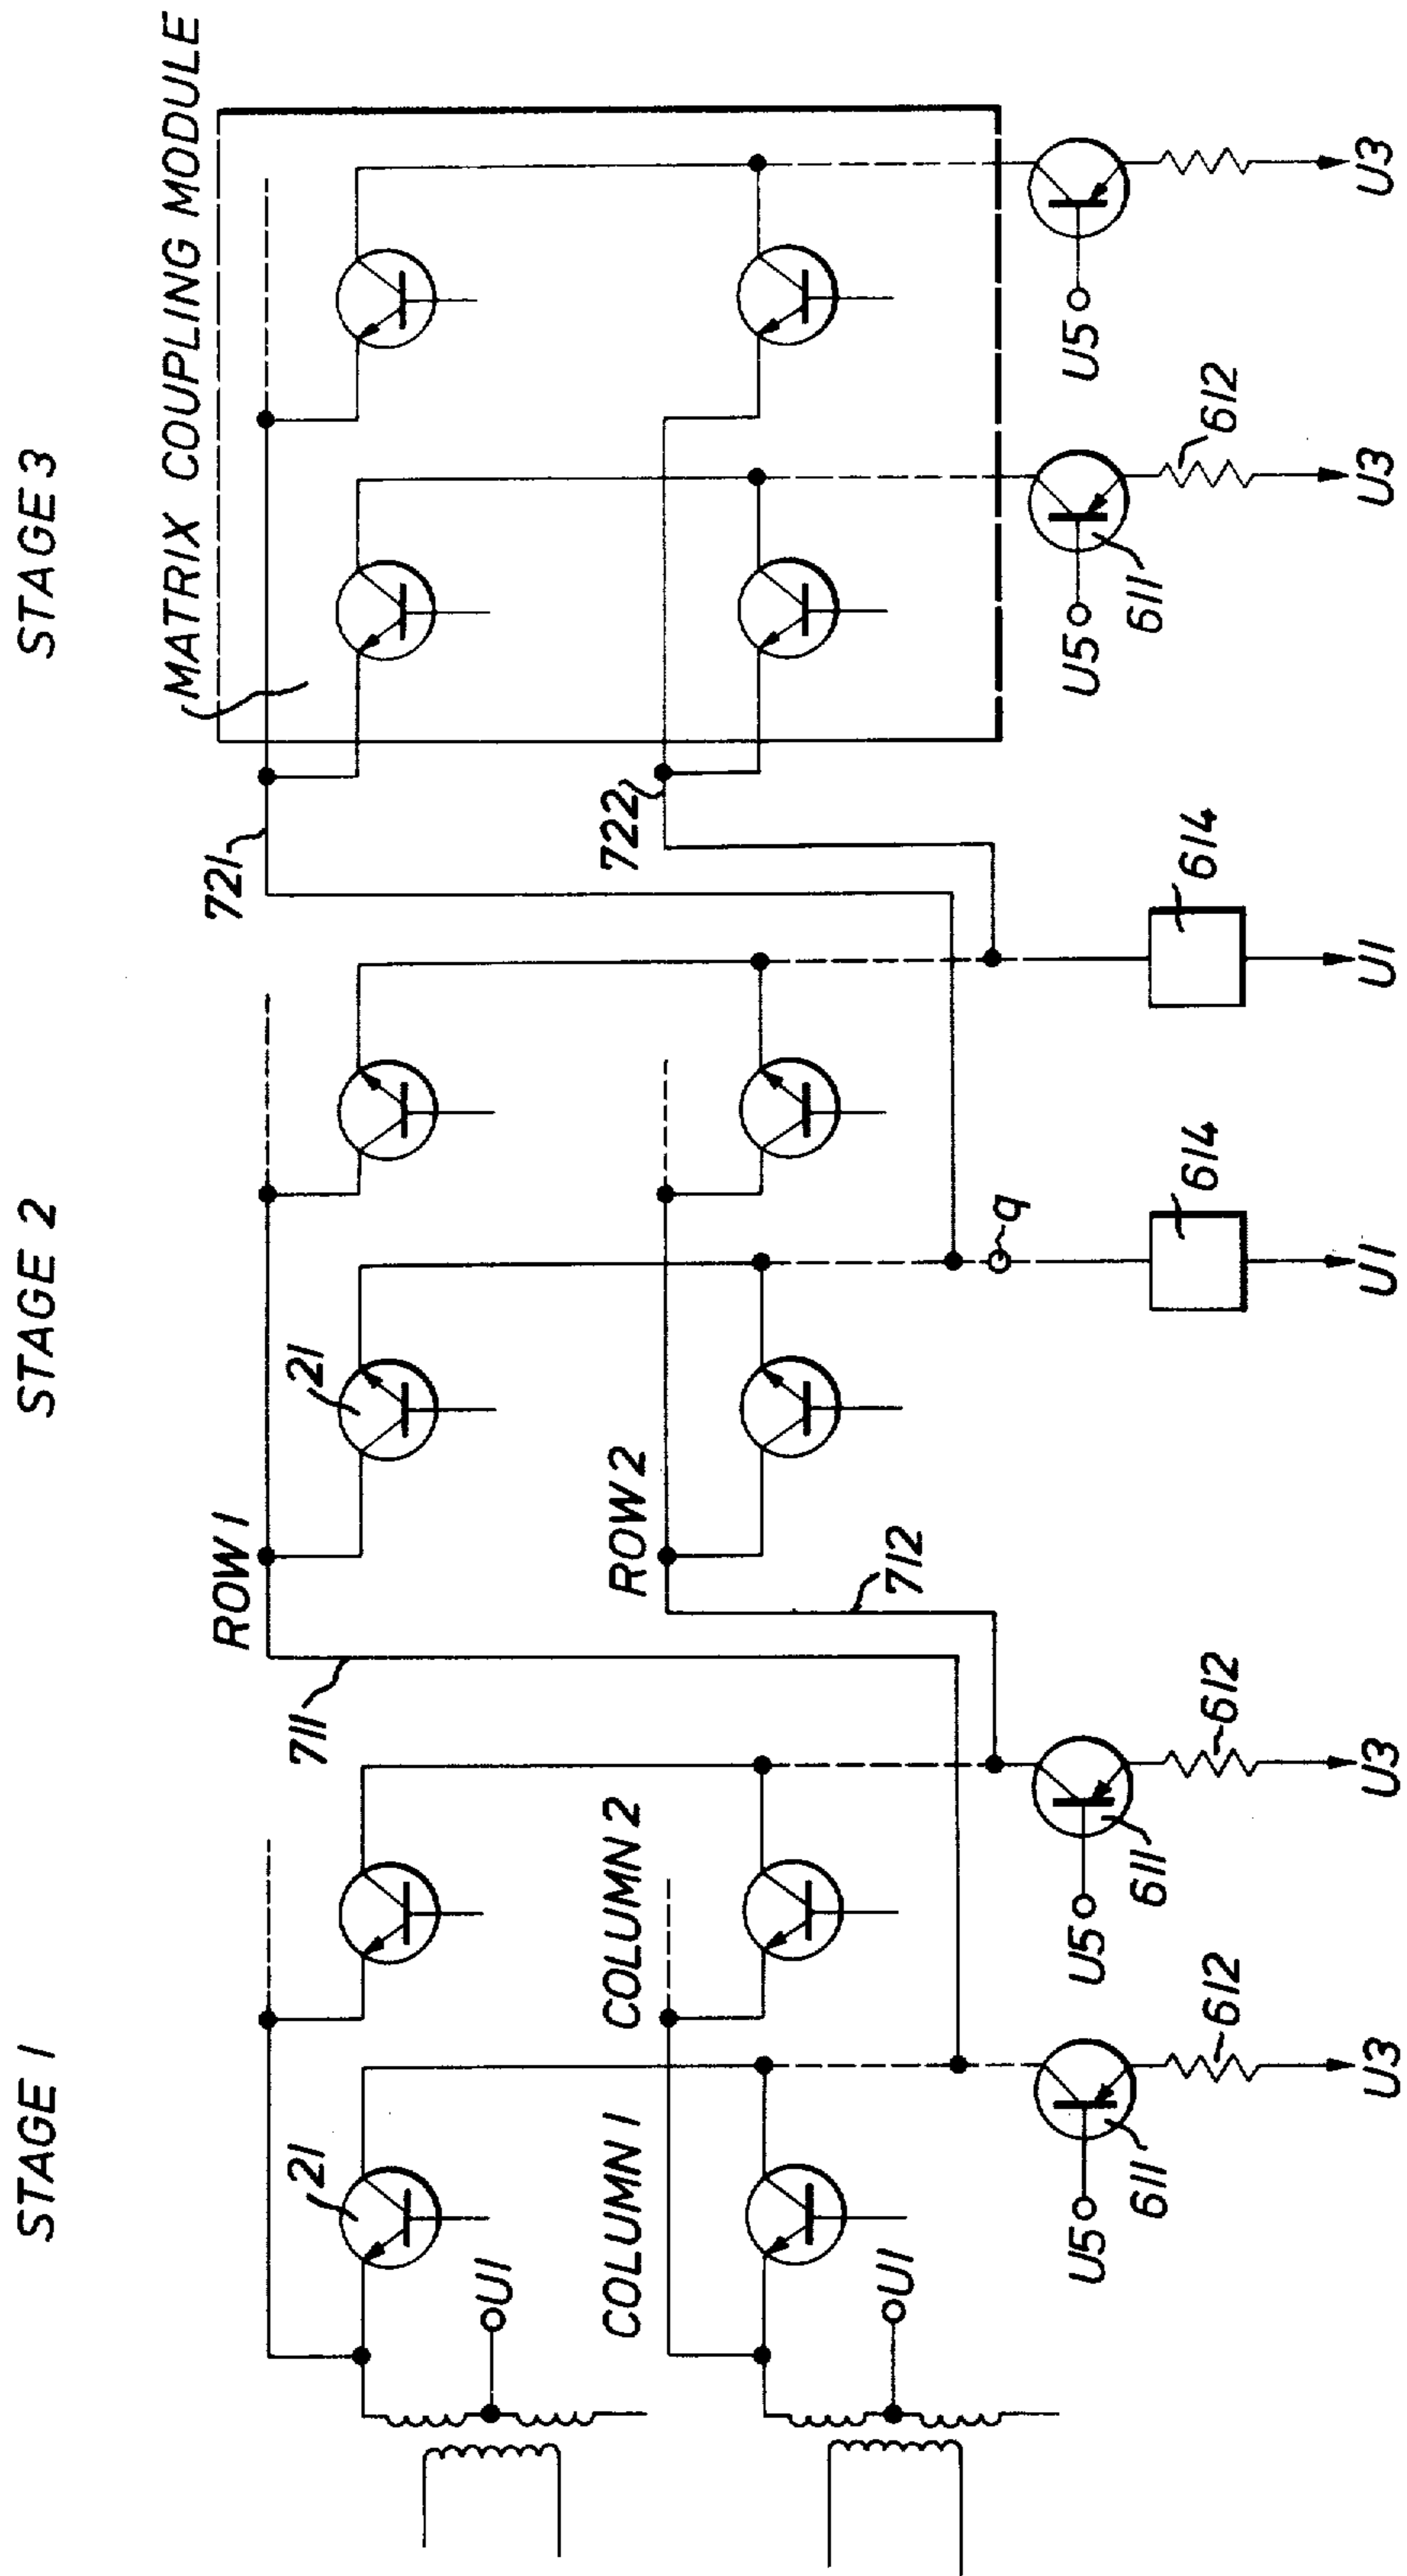 STAGE 1
STAGE 2
STAGE 3
MATRIX COUPLING MODULE
ROW 1
721
21
21
711
U1
ROW 2
722
COLUMN 1
COLUMN 2
712
U1
q
U5
611
612
U5
611
612
614
614
U5
611
612
U5
U3
U3
U1
U1
U3
U3